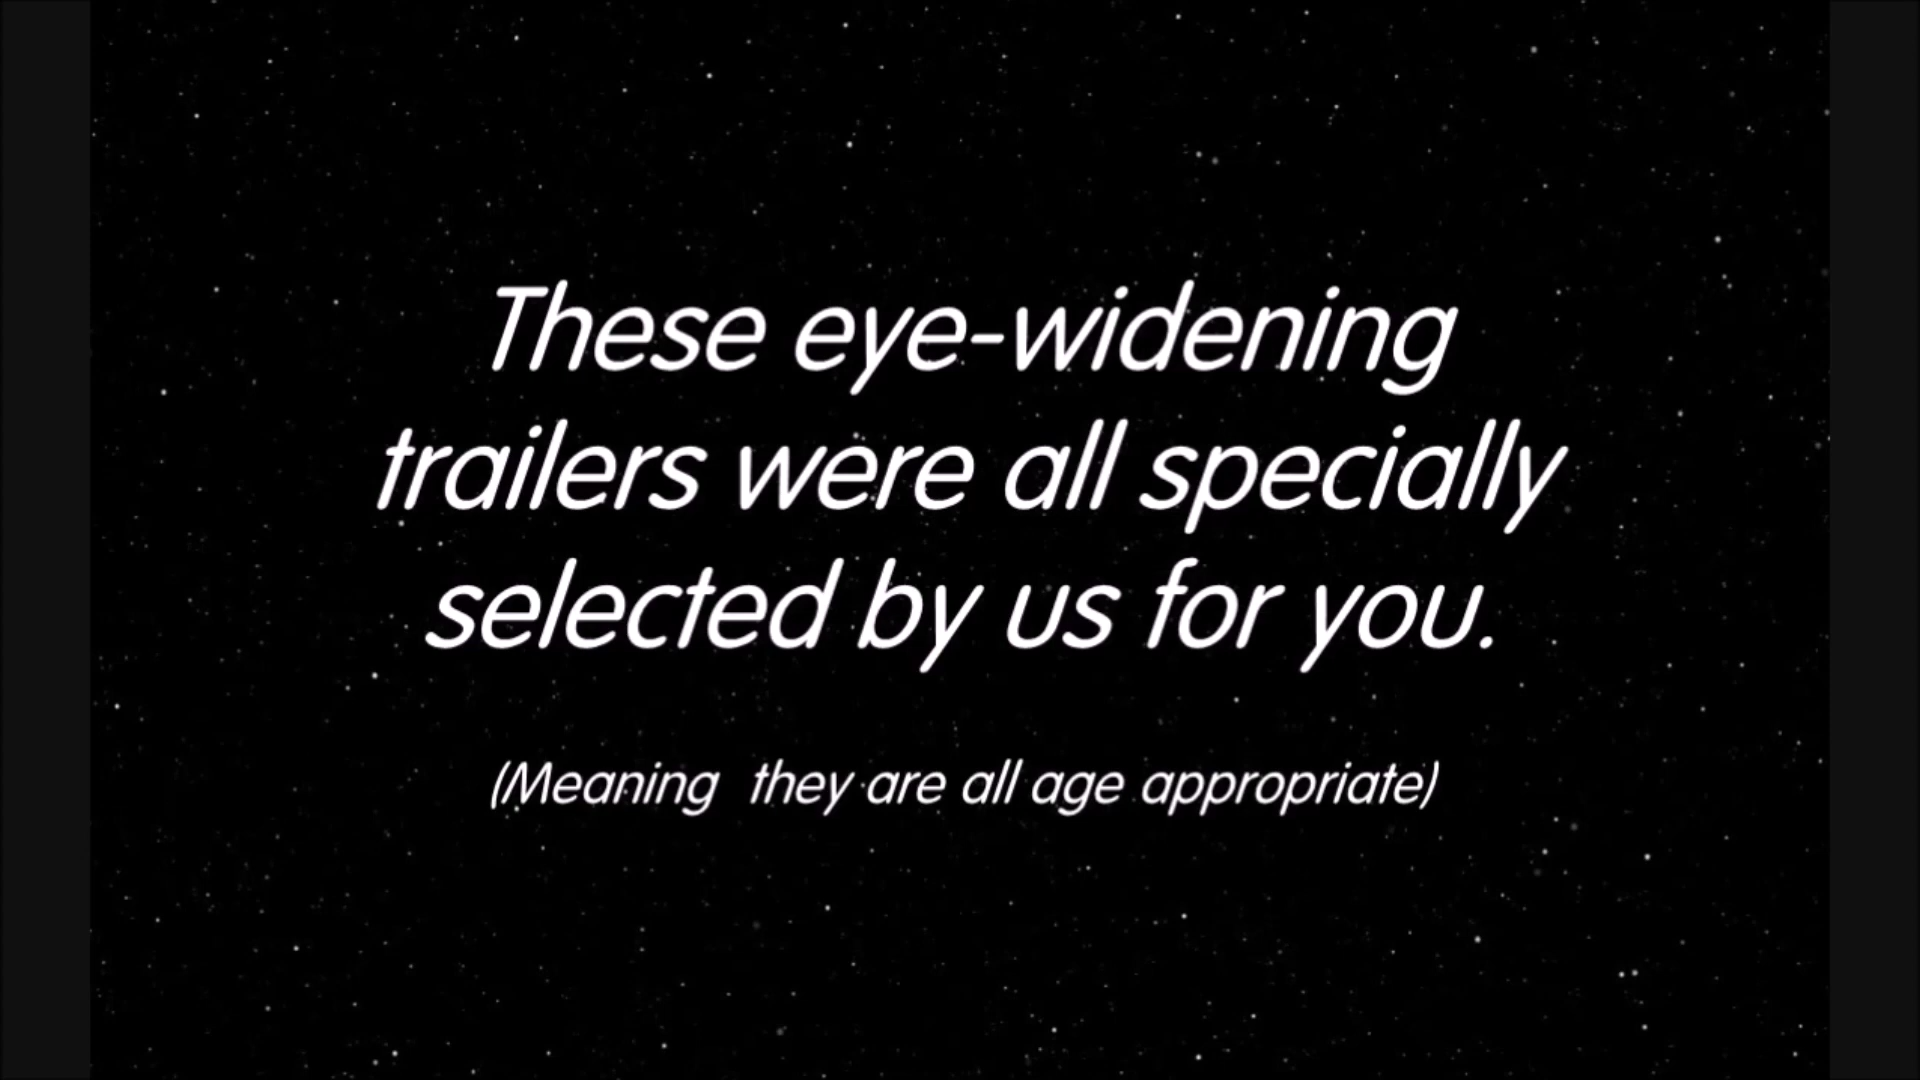 These eye-widening
trailers were all specially
selected by us for you.
(Meaning  they are all age appropriate)